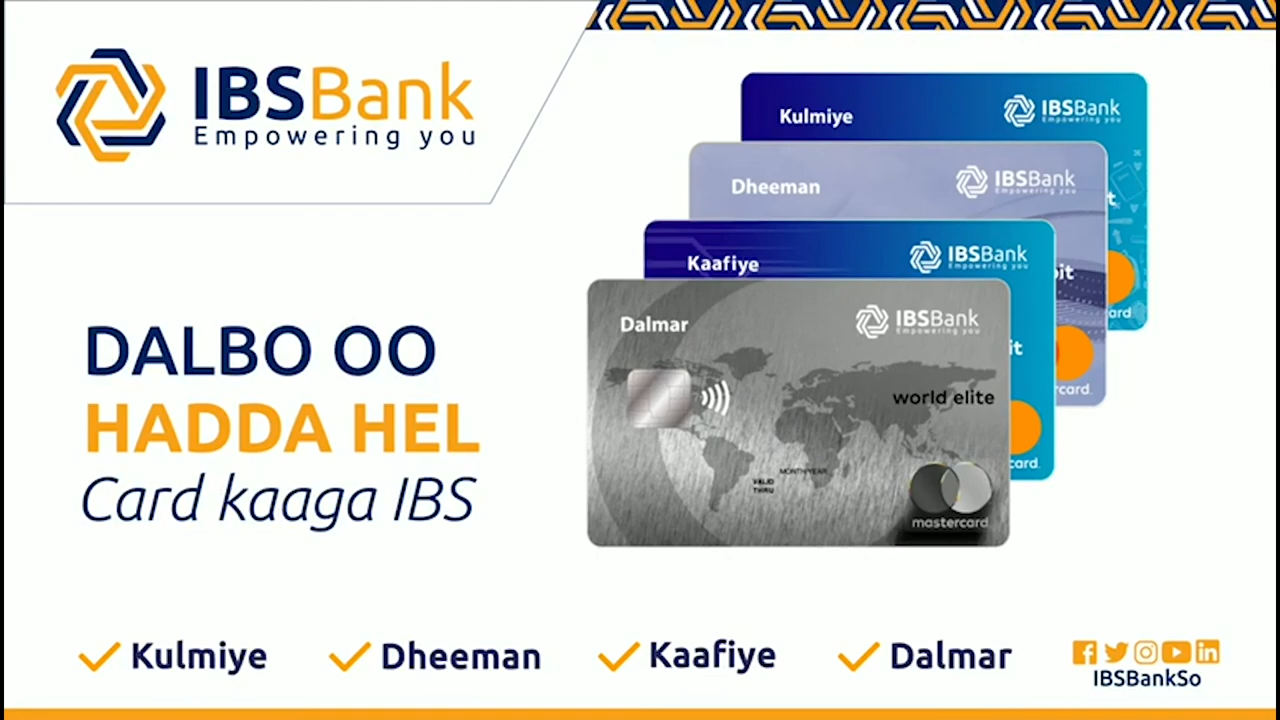 IBSBank
Empowering you
Kulmiye
IBSBank
Empowering you
Dheeman
IBSBank
Empowering you
Kaafiye
IBSBank
Empowering you
Dalmar
IBSBank
Empowering you
world elite
MONTH/YEAR
VALID
THRU
mastercard
DALBO OO
HADDA HEL
Card kaaga IBS
Kulmiye
Dheeman
Kaafiye
Dalmar
IBSBankSo